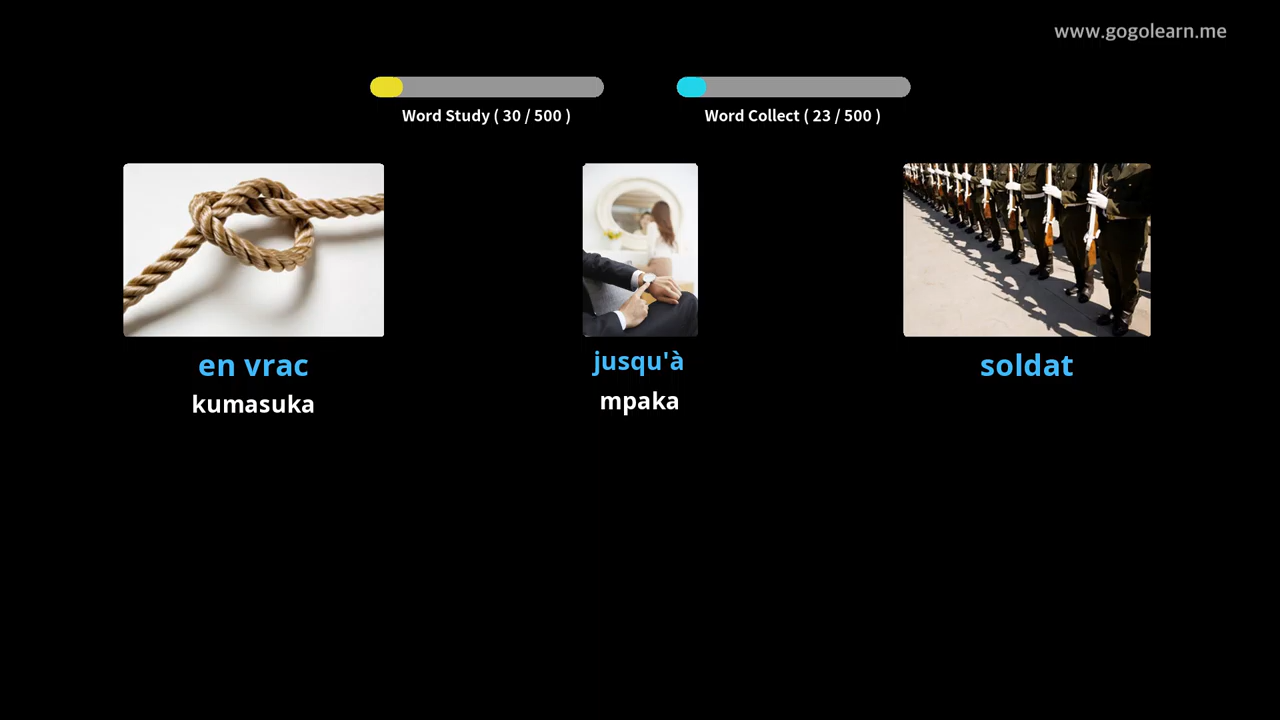 www.gogolearn.me
Word Study ( 30 / 500 )
Word Collect ( 23 / 500 )
en vrac
kumasuka
jusqu'à
mpaka
soldat